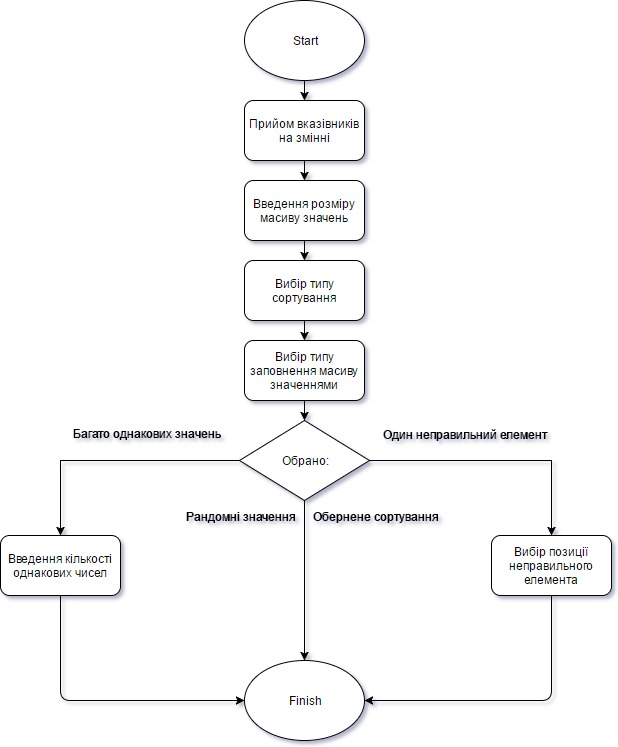 Start
Прийом вказівників
на змінні
Введення розміру
масиву значень
Вибір типу
сортування
Вибір типу
заповнення масиву
значеннями
Багато однакових значень
Один неправильний елемент
Обрано:
Рандомні значення
Обернене сортування
Введення кількості
однакових чисел
Вибір позиції
неправильного
елемента
Finish